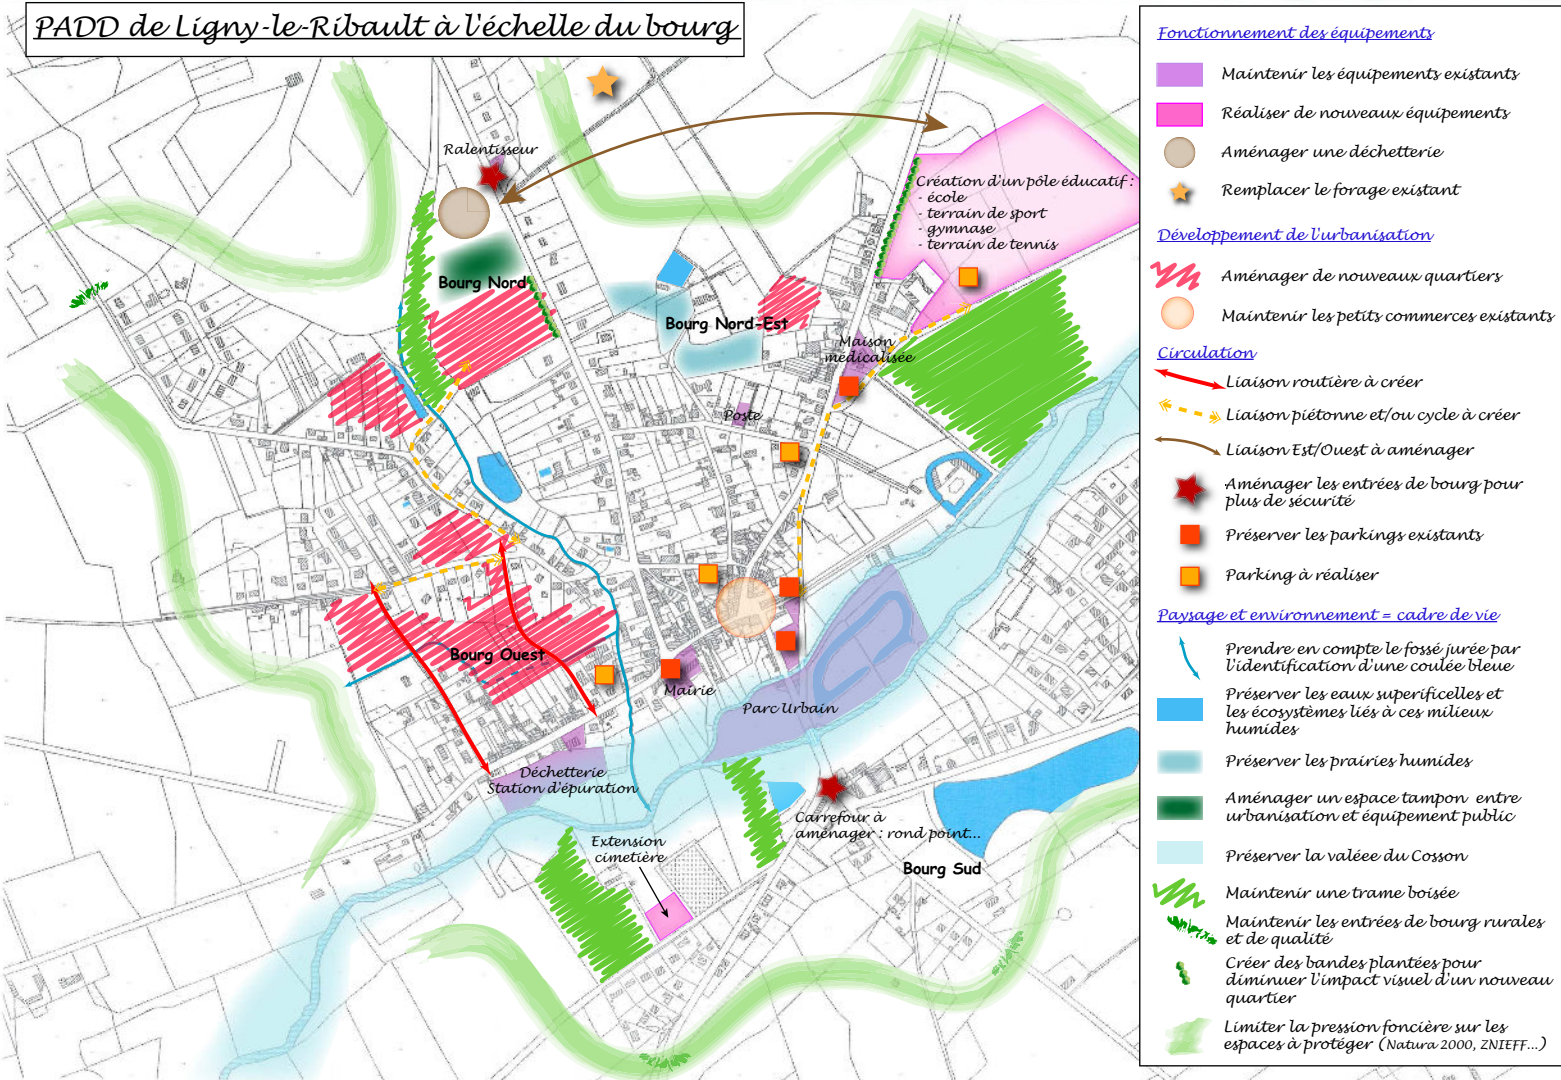 PADD de Ligny-le-Ribault à l'échelle du bourg
Ralentisseur
Création d'un pôle éducatif :
- école
- terrain de sport
- gymnase
- terrain de tennis
Bourg Nord
Bourg Nord-Est
Maison
médicalisée
Poste
Bourg Ouest
Mairie
Parc Urbain
Déchetterie
Station d'épuration
Carrefour à
aménager : rond point...
Extension
cimetière
Bourg Sud
Fonctionnement des équipements
Maintenir les équipements existants
Réaliser de nouveaux équipements
Aménager une déchetterie
Remplacer le forage existant
Développement de l'urbanisation
Aménager de nouveaux quartiers
Maintenir les petits commerces existants
Circulation
Liaison routière à créer
Liaison piétonne et/ou cycle à créer
Liaison Est/Ouest à aménager
Aménager les entrées de bourg pour
plus de sécurité
Préserver les parkings existants
Parking à réaliser
Paysage et environnement = cadre de vie
Prendre en compte le fossé jurée par
l'identification d'une coulée bleue
Préserver les eaux superificelles et
les écosystèmes liés à ces milieux
humides
Préserver les prairies humides
Aménager un espace tampon entre
urbanisation et équipement public
Préserver la valéee du Cosson
Maintenir une trame boisée
Maintenir les entrées de bourg rurales
et de qualité
Créer des bandes plantées pour
diminuer l'impact visuel d'un nouveau
quartier
Limiter la pression foncière sur les
espaces à protéger (Natura 2000, ZNIEFF...)